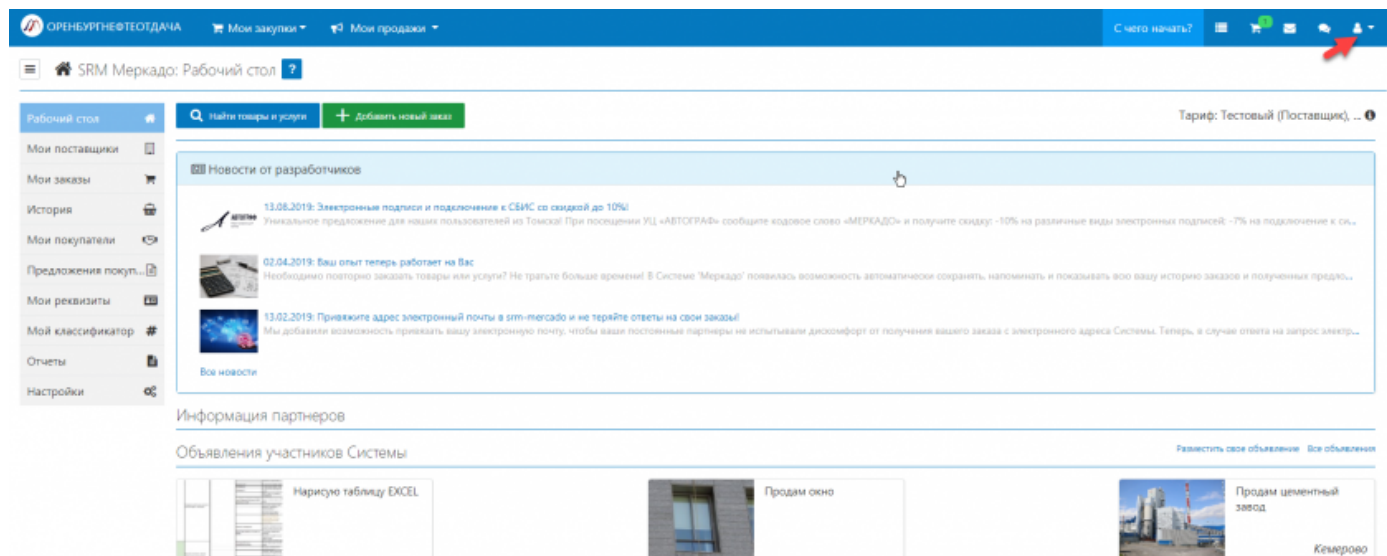 ОРЕНБУРГНЕФТЕОТДАЧА Мои закупки Мои продажи С чего начать? 1
SRM Меркадо: Рабочий стол ?
Рабочий стол
Мои поставщики
Мои заказы
История
Мои покупатели
Предложения покуп...
Мои реквизиты
Мой классификатор #
Отчеты
Настройки
Найти товары и услуги Добавить новый заказ Тариф: Тестовый (Поставщик), ...
Новости от разработчиков
13.08.2019: Электронные подписи и подключение к СБИС со скидкой до 10%!
Уникальное предложение для наших пользователей из Томска! При посещении УЦ «АВТОГРАФ» сообщите кодовое слово «МЕРКАДО» и получите скидку: -10% на различные виды электронных подписей; -7% на подключение к си...
02.04.2019: Ваш опыт теперь работает на Вас
Необходимо повторно заказать товары или услуги? Не тратьте больше времени! В Системе 'Меркадо' появилась возможность автоматически сохранять, напоминать и показывать всю вашу историю заказов и полученных предло...
13.02.2019: Привяжите адрес электронной почты в srm-mercado и не теряйте ответы на свои заказы!
Мы добавили возможность привязать вашу электронную почту, чтобы ваши постоянные партнеры не испытывали дискомфорт от получения вашего заказа с электронного адреса Системы. Теперь, в случае ответа на запрос электр...
Все новости
Информация партнеров
Объявления участников Системы Разместить свое объявление Все объявления
Нарисую таблицу EXCEL
Продам окно
Продам цементный
завод
Кемерово